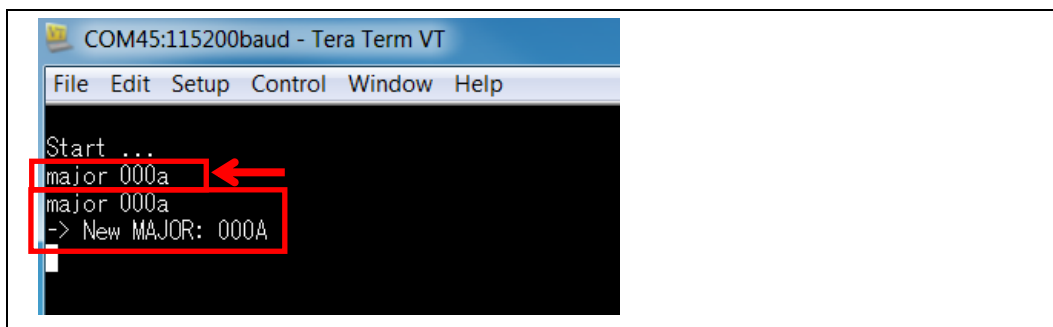 COM45:115200baud - Tera Term VT
File Edit Setup Control Window Help
Start ...
major 000a
major 000a
-> New MAJOR: 000A